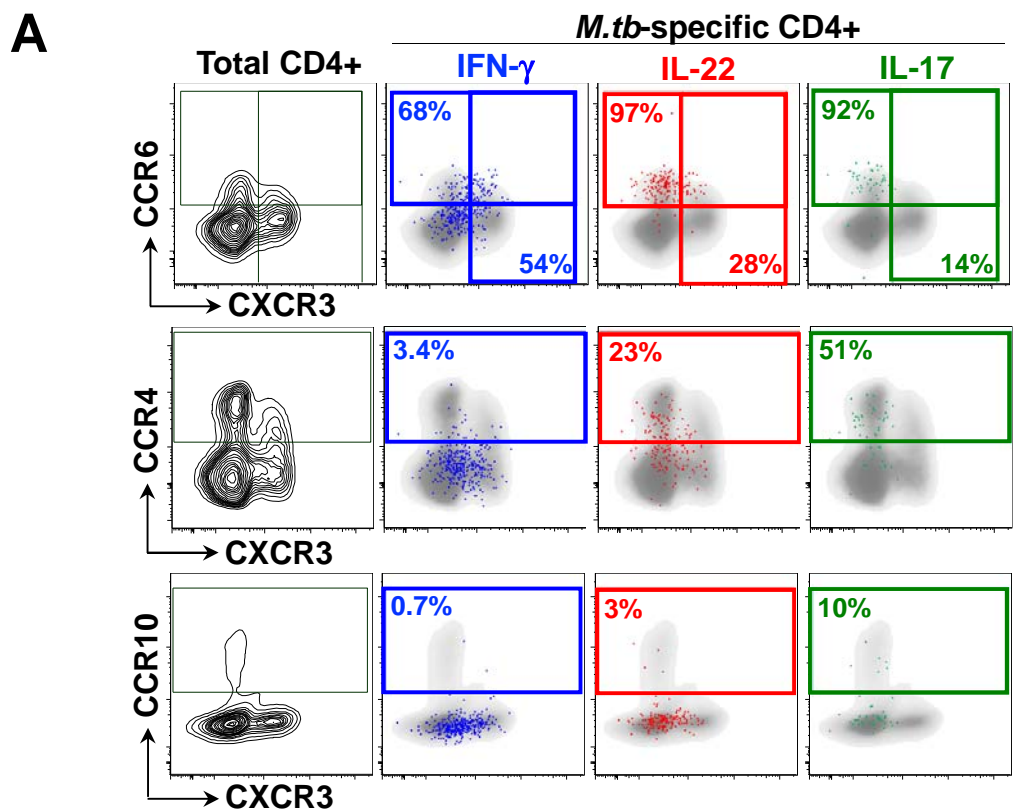 A
M.tb-specific CD4+
Total CD4+ IFN-γ IL-22 IL-17
CCR6
68% 97% 92%
54% 28% 14%
CXCR3
CCR4
3.4% 23% 51%
CXCR3
CCR10
0.7% 3% 10%
CXCR3